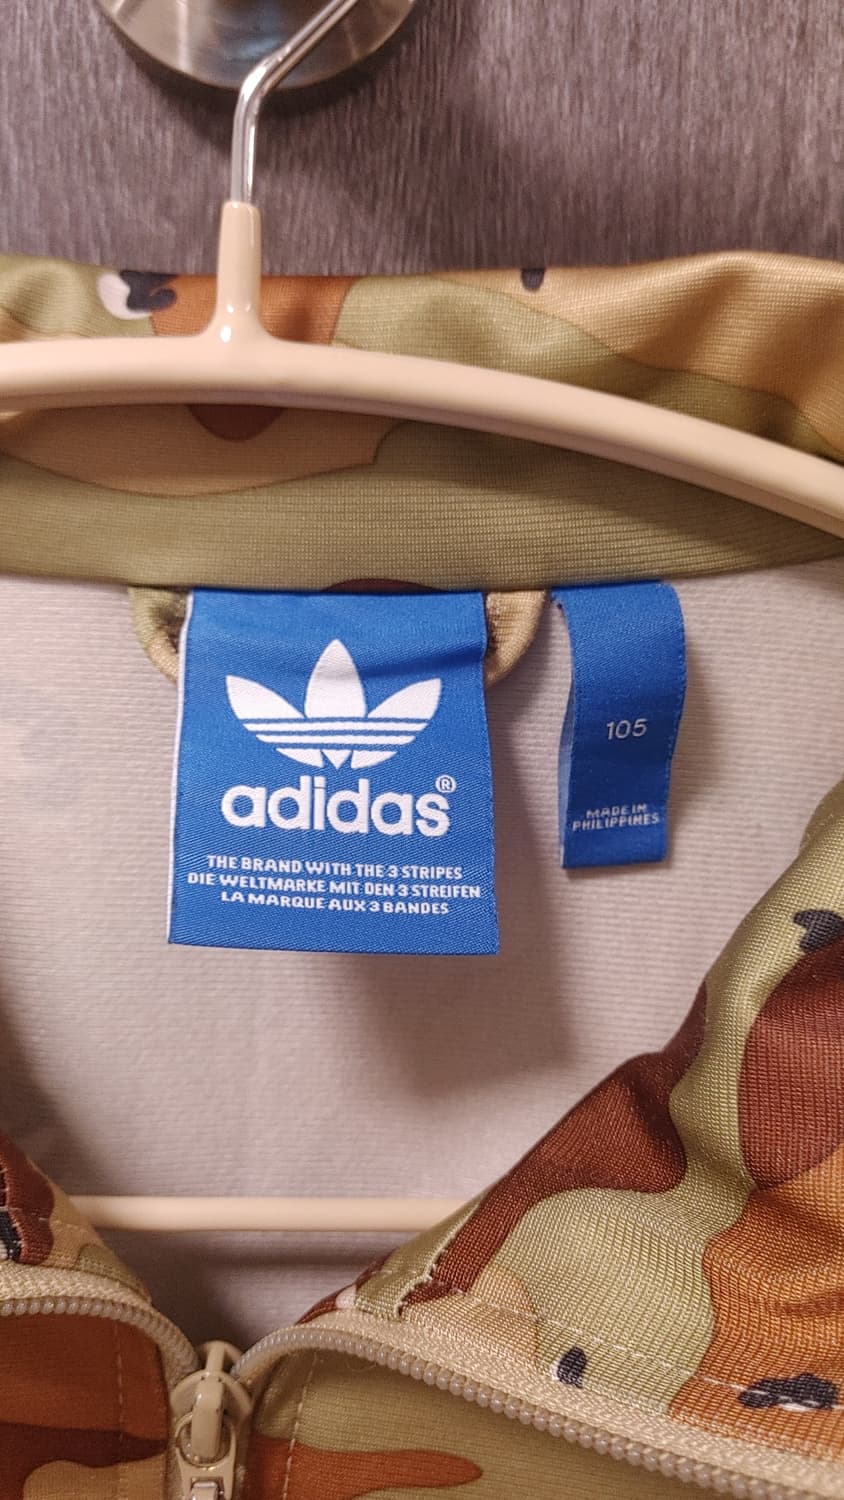 adidas®
THE BRAND WITH THE 3 STRIPES
DIE WELTMARKE MIT DEN 3 STREIFEN
LA MARQUE AUX 3 BANDES
105
MADE IN
PHILIPPINES